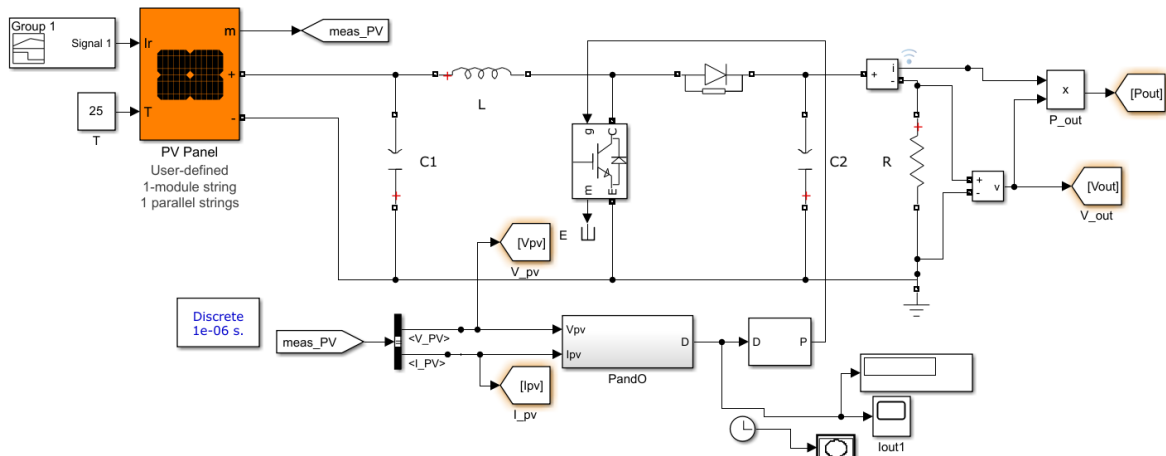 Group 1
Signal 1
Ir
m
+
T
-
25
T
PV Panel
User-defined
1-module string
1 parallel strings
meas_PV
L
C1
g
C
m
E
E
C2
+
i
-
R
x
P_out
[Pout]
+
-
v
[Vout]
V_out
[Vpv]
V_pv
Discrete
1e-06 s.
meas_PV
<V_PV>
<I_PV>
[Ipv]
I_pv
Vpv
Ipv
D
PandO
D
P
Iout1